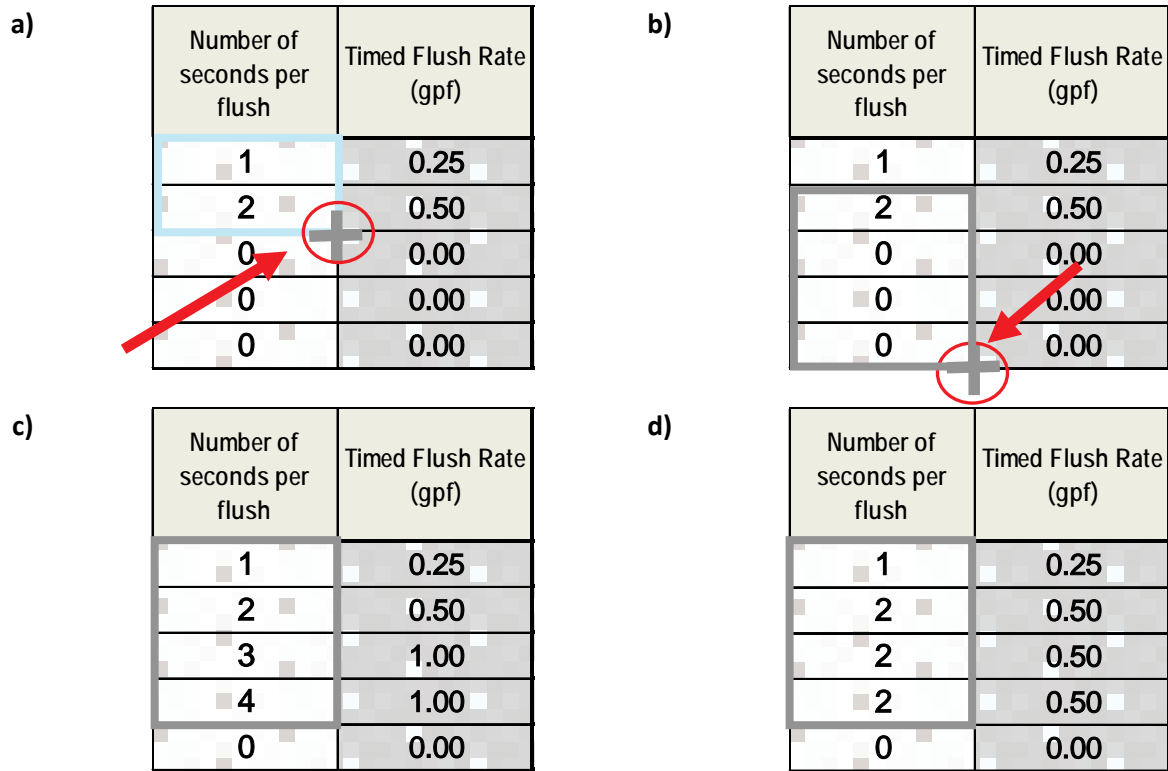 a)
Number of
seconds per
flush
Timed Flush Rate
(gpf)
1 0.25
2 0.50
0 0.00
0 0.00
0 0.00
b)
Number of
seconds per
flush
Timed Flush Rate
(gpf)
1 0.25
2 0.50
0 0.00
0 0.00
0 0.00
c)
Number of
seconds per
flush
Timed Flush Rate
(gpf)
1 0.25
2 0.50
3 1.00
4 1.00
0 0.00
d)
Number of
seconds per
flush
Timed Flush Rate
(gpf)
1 0.25
2 0.50
2 0.50
2 0.50
0 0.00